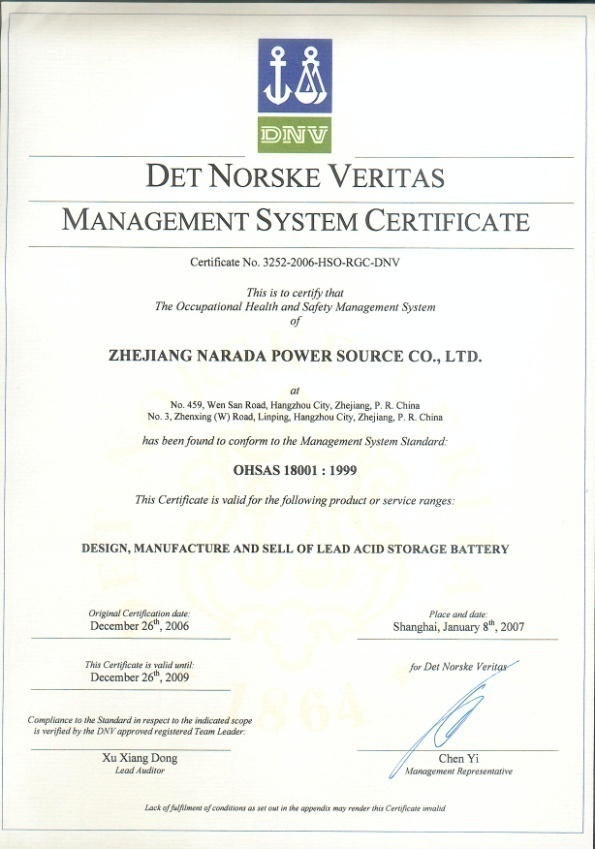 DNV
DET NORSKE VERITAS
MANAGEMENT SYSTEM CERTIFICATE
Certificate No. 3252-2006-HSO-RGC-DNV
This is to certify that
The Occupational Health and Safety Management System
of
ZHEJIANG NARADA POWER SOURCE CO., LTD.
at
No. 459, Wen San Road, Hangzhou City, Zhejiang, P. R. China
No. 3, Zhenxing (W) Road, Linping, Hangzhou City, Zhejiang, P. R. China
has been found to conform to the Management System Standard:
OHSAS 18001 : 1999
This Certificate is valid for the following product or service ranges:
DESIGN, MANUFACTURE AND SELL OF LEAD ACID STORAGE BATTERY
Original Certification date:
December 26th, 2006
Place and date:
Shanghai, January 8th, 2007
This Certificate is valid until:
December 26th, 2009
for Det Norske Veritas
1864
Compliance to the Standard in respect to the indicated scope
is verified by the DNV approved registered Team Leader:
Xu Xiang Dong
Lead Auditor
Chen Yi
Management Representative
Lack of fulfilment of conditions as set out in the appendix may render this Certificate invalid